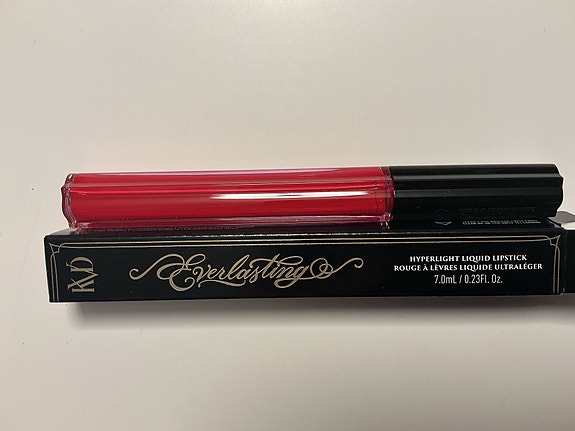 KVD
Everlasting
HYPERLIGHT LIQUID LIPSTICK
ROUGE À LÈVRES LIQUIDE ULTRALÉGER
7.0mL / 0.23Fl. Oz.